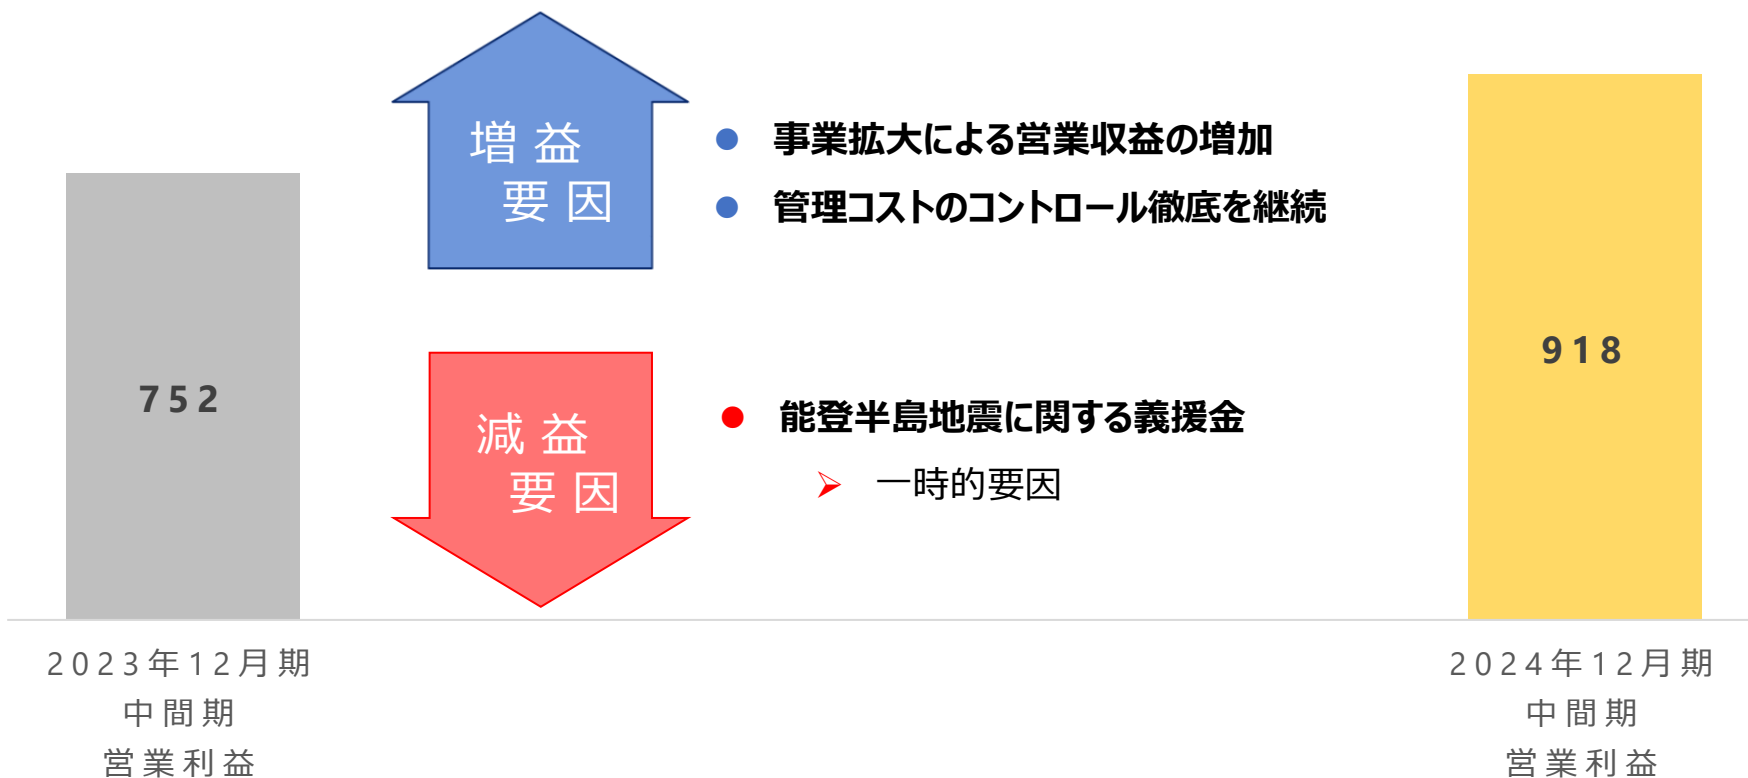 増益
要因
事業拡大による営業収益の増加
管理コストのコントロール徹底を継続
752
918
減益
要因
能登半島地震に関する義援金
一時的要因
2023年12月期
中間期
営業利益
2024年12月期
中間期
営業利益